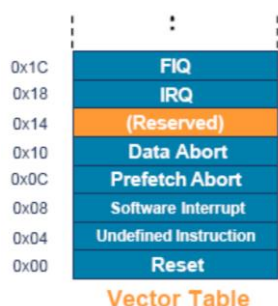 :
0x1C FIQ
0x18 IRQ
0x14 (Reserved)
0x10 Data Abort
0x0C Prefetch Abort
0x08 Software Interrupt
0x04 Undefined Instruction
0x00 Reset
Vector Table